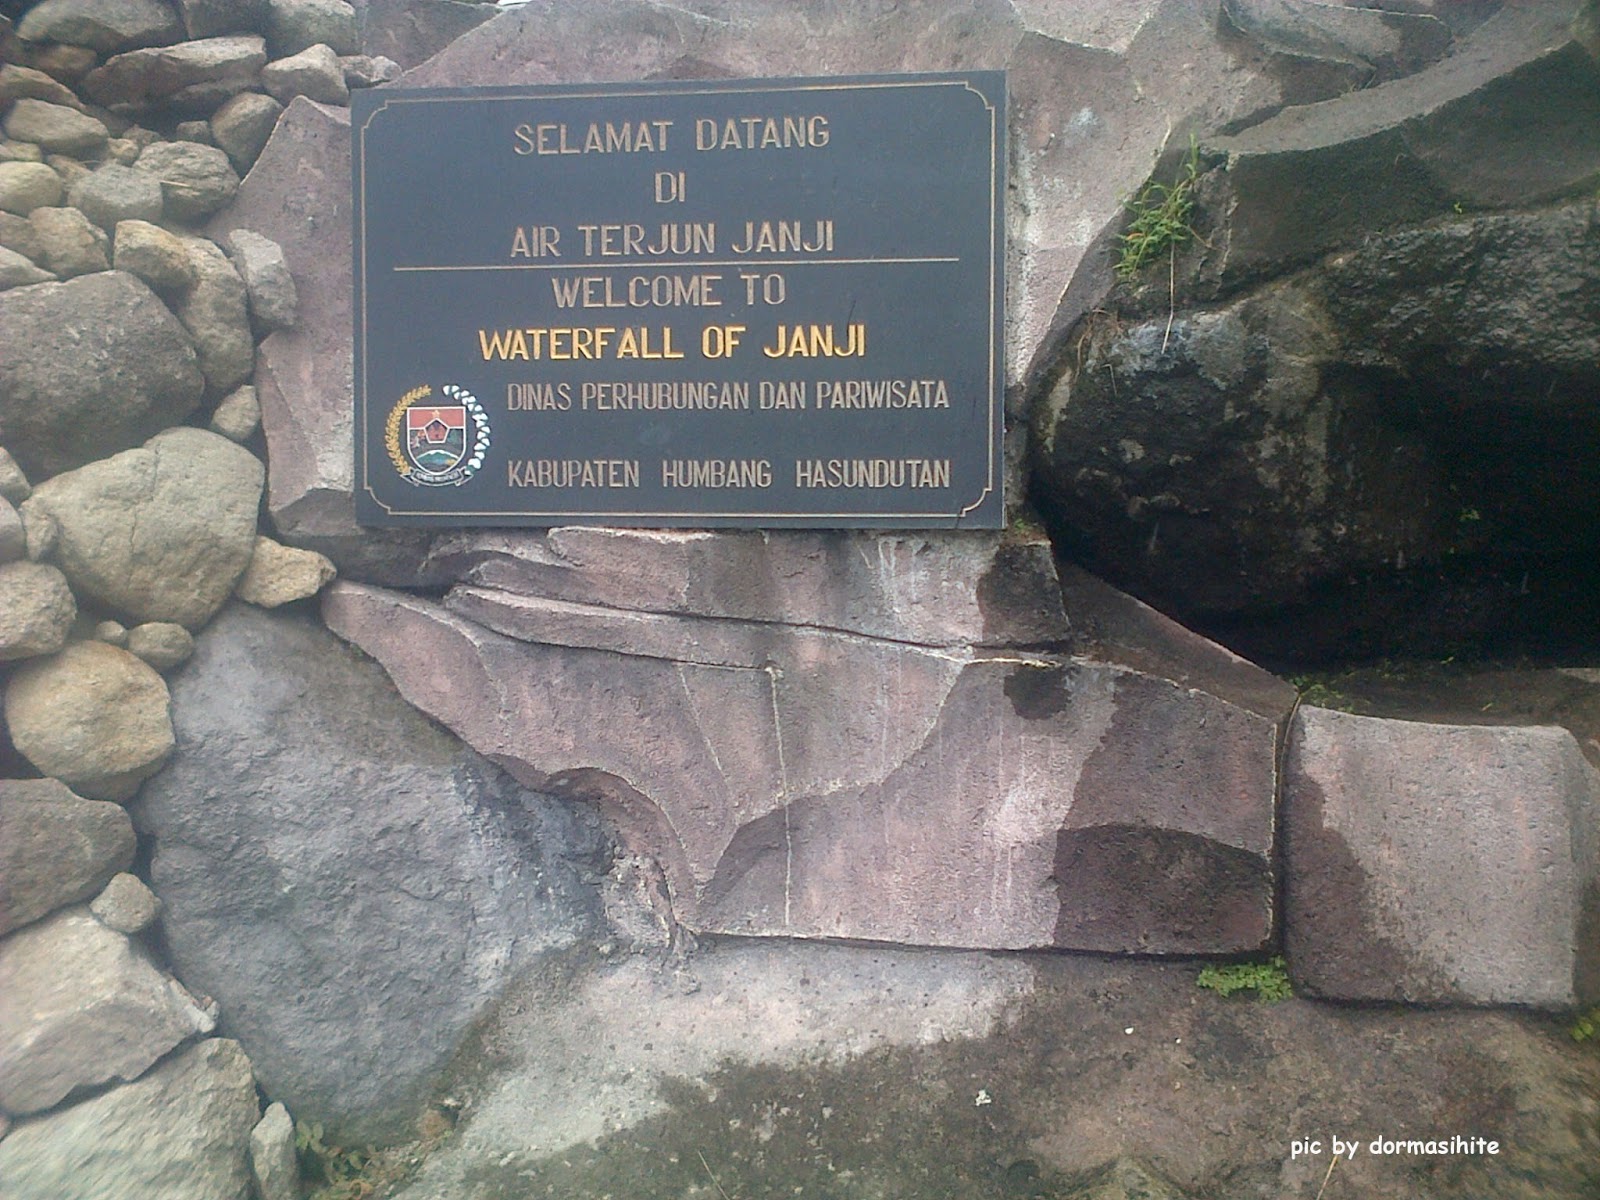 SELAMAT DATANG
DI
AIR TERJUN JANJI
WELCOME TO
WATERFALL OF JANJI
DINAS PERHUBUNGAN DAN PARIWISATA
KABUPATEN HUMBANG HASUNDUTAN
pic by dormasihite